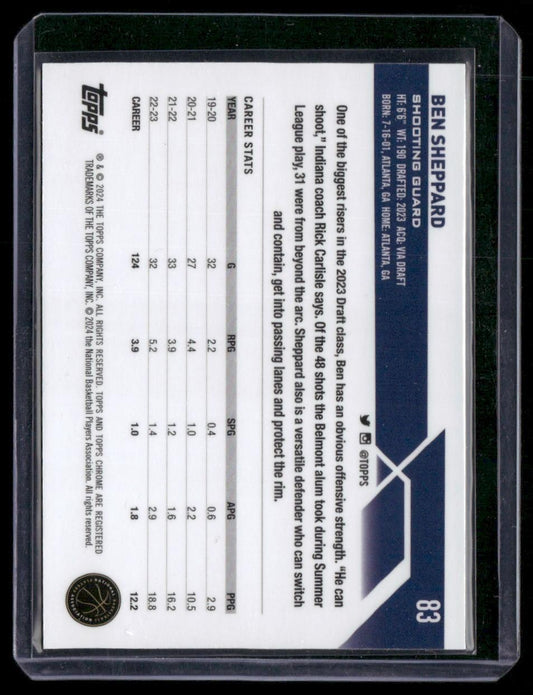 BEN SHEPPARD
83
SHOOTING GUARD
HT: 6'6" WT: 190 DRAFTED: 2023 ACQ: VIA DRAFT
BORN: 7-16-01, ATLANTA, GA HOME: ATLANTA, GA
@TOPPS
One of the biggest risers in the 2023 Draft class, Ben has an obvious offensive strength. "He can
shoot," Indiana coach Rick Carlisle says. Of the 48 shots the Belmont alum took during Summer
League play, 31 were from beyond the arc. Sheppard also is a versatile defender who can switch
and contain, get into passing lanes and protect the rim.
CAREER STATS
YEAR G RPG SPG APG PPG
19-20 32 2.2 0.4 0.6 2.9
20-21 27 4.4 1.0 2.2 10.5
21-22 33 3.9 1.2 1.6 16.2
22-23 32 5.2 1.4 2.9 18.8
CAREER 124 3.9 1.0 1.8 12.2
topps
® & © 2024 THE TOPPS COMPANY, INC. ALL RIGHTS RESERVED. TOPPS AND TOPPS CHROME ARE REGISTERED
TRADEMARKS OF THE TOPPS COMPANY, INC. © 2024 the National Basketball Players Association. All rights reserved.